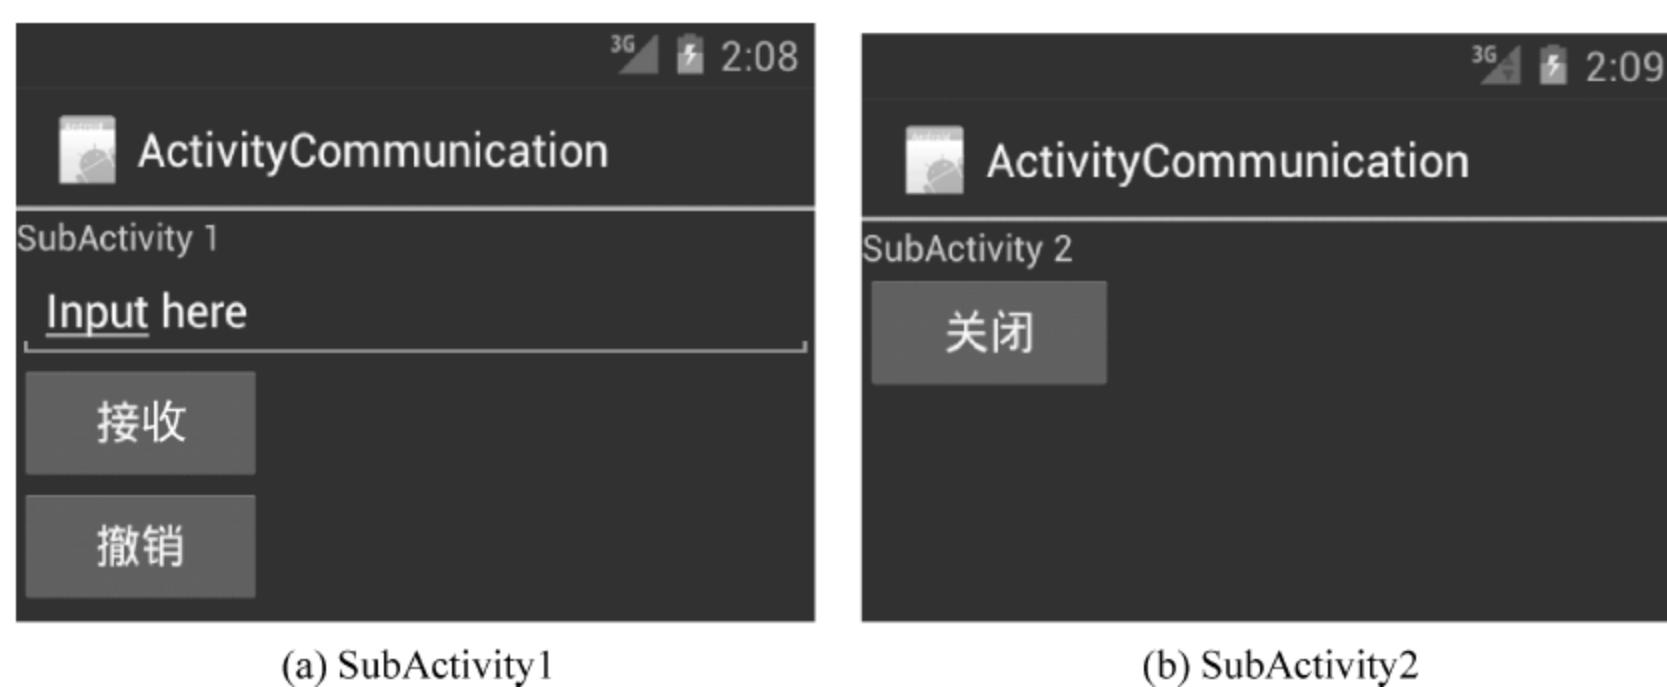 3G 2:08
ActivityCommunication
SubActivity 1
Input here
接收
撤销
(a) SubActivity1
3G 2:09
ActivityCommunication
SubActivity 2
关闭
(b) SubActivity2